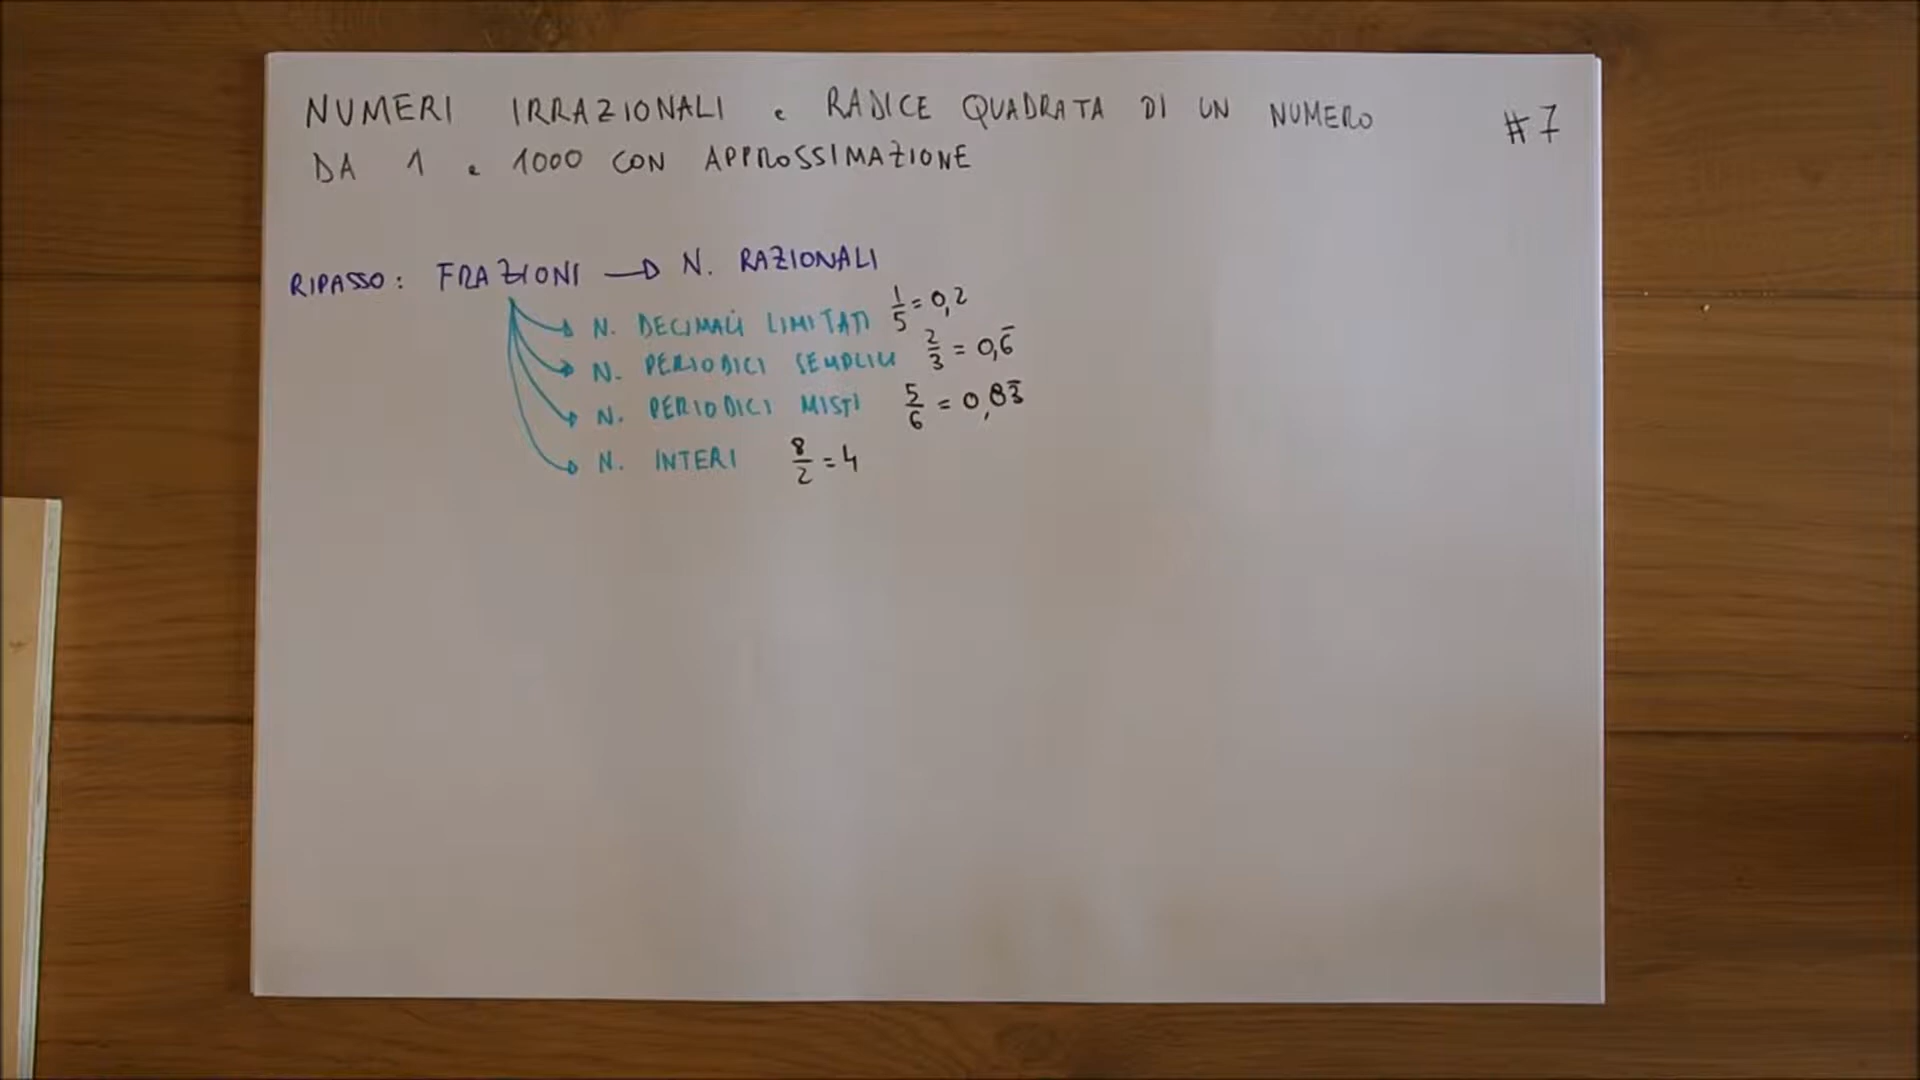 NUMERI IRRAZIONALI e RADICE QUADRATA DI UN NUMERO #7
DA 1 a 1000 CON APPROSSIMAZIONE
RIPASSO: FRAZIONI → N. RAZIONALI
N. DECIMALI LIMITATI 1/5 = 0,2
N. PERIODICI SEMPLICI 2/3 = 0,6̅
N. PERIODICI MISTI 5/6 = 0,83̅
N. INTERI 8/2 = 4